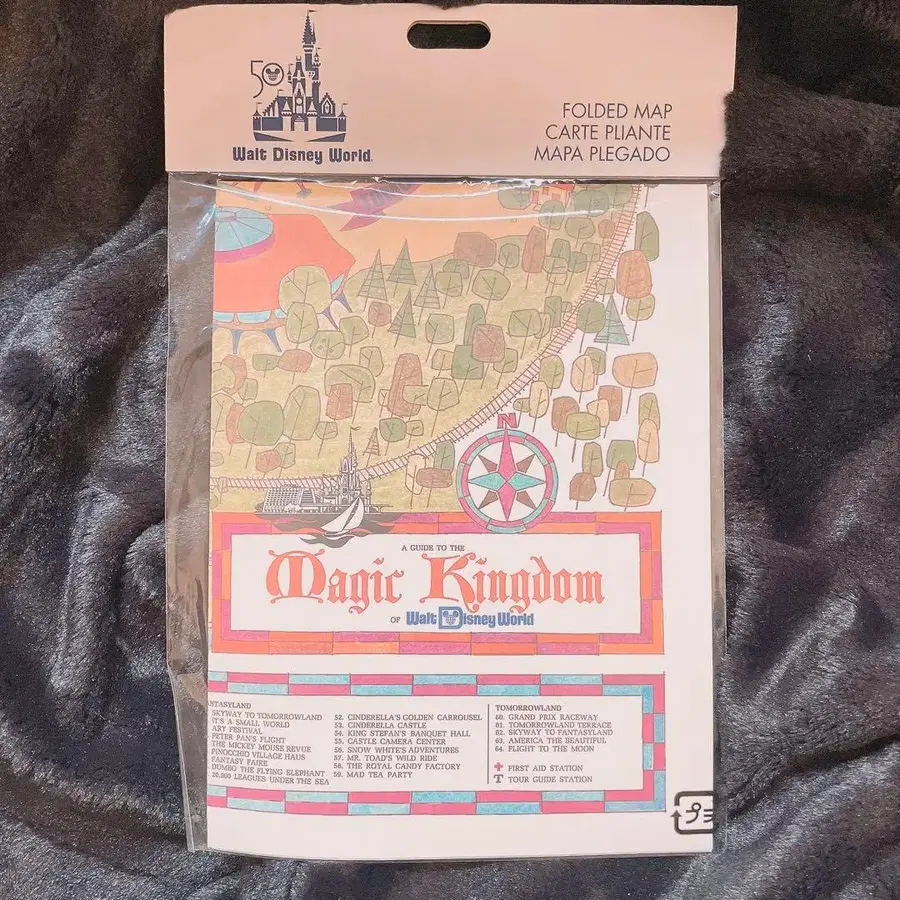 50
Walt Disney World.
FOLDED MAP
CARTE PLIANTE
MAPA PLEGADO
N
A GUIDE TO THE
Magic Kingdom
OF Walt Disney World
NTASYLAND
SKYWAY TO TOMORROWLAND
IT'S A SMALL WORLD
ART FESTIVAL
PETER PAN'S FLIGHT
THE MICKEY MOUSE REVUE
PINOCCHIO VILLAGE HAUS
FANTASY FAIRE
DUMBO THE FLYING ELEPHANT
20,000 LEAGUES UNDER THE SEA
52. CINDERELLA'S GOLDEN CARROUSEL
53. CINDERELLA CASTLE
54. KING STEFAN'S BANQUET HALL
55. CASTLE CAMERA CENTER
56. SNOW WHITE'S ADVENTURES
57. MR. TOAD'S WILD RIDE
58. THE ROYAL CANDY FACTORY
59. MAD TEA PARTY
TOMORROWLAND
60. GRAND PRIX RACEWAY
61. TOMORROWLAND TERRACE
62. SKYWAY TO FANTASYLAND
63. AMERICA THE BEAUTIFUL
64. FLIGHT TO THE MOON
FIRST AID STATION
T TOUR GUIDE STATION